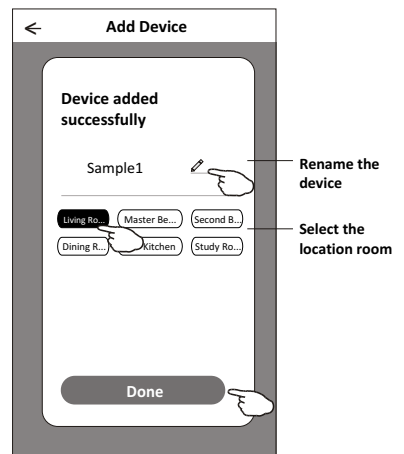 Add Device
Device added
successfully
Sample1
Rename the
device
Living Ro...
Master Be...
Second B...
Select the
location room
Dining R...
Kitchen
Study Ro...
Done